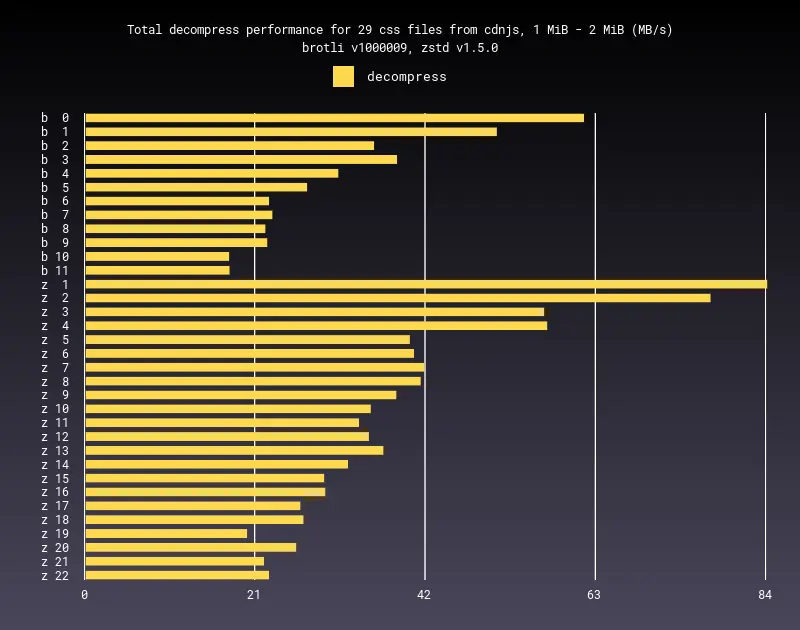 Total decompress performance for 29 css files from cdnjs, 1 MiB - 2 MiB (MB/s)
brotli v1000009, zstd v1.5.0
decompress
b 0
b 1
b 2
b 3
b 4
b 5
b 6
b 7
b 8
b 9
b 10
b 11
z 1
z 2
z 3
z 4
z 5
z 6
z 7
z 8
z 9
z 10
z 11
z 12
z 13
z 14
z 15
z 16
z 17
z 18
z 19
z 20
z 21
z 22
0 21 42 63 84